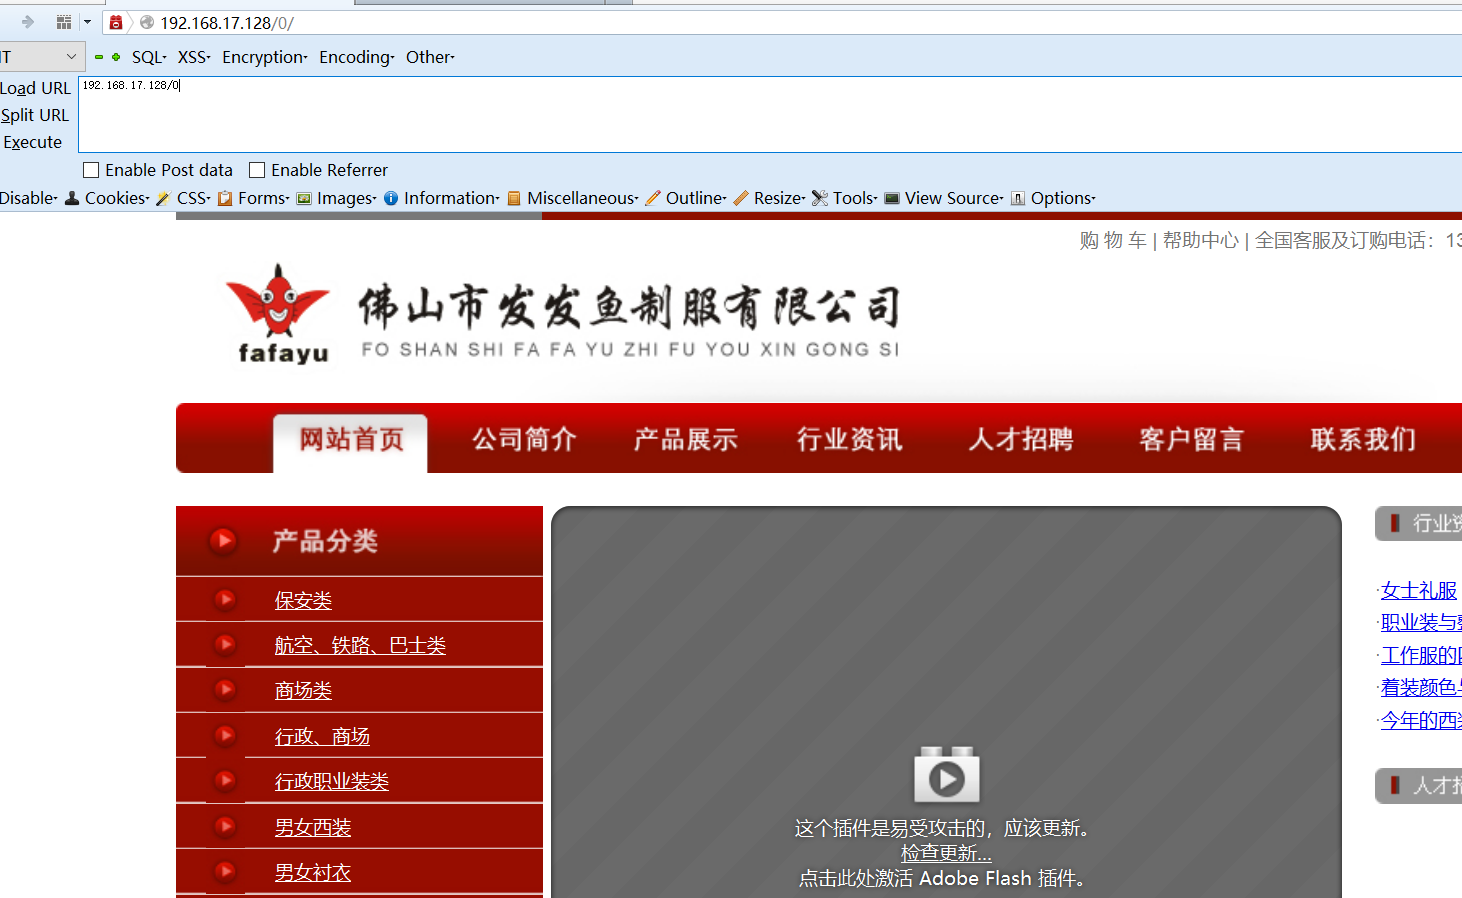 192.168.17.128/0/
IT SQL XSS Encryption Encoding Other
Load URL 192.168.17.128/0
Split URL
Execute
Enable Post data Enable Referrer
Disable Cookies CSS Forms Images Information Miscellaneous Outline Resize Tools View Source Options
购 物 车 | 帮助中心 | 全国客服及订购电话：13
佛山市发发鱼制服有限公司
fafayu FO SHAN SHI FA FA YU ZHI FU YOU XIN GONG SI
网站首页 公司简介 产品展示 行业资讯 人才招聘 客户留言 联系我们
产品分类
行业资
保安类
航空、铁路、巴士类
商场类
行政、商场
行政职业装类
男女西装
男女衬衣
·女士礼服
·职业装与
·工作服的
·着装颜色与
·今年的西装
人才招
这个插件是易受攻击的，应该更新。
检查更新...
点击此处激活 Adobe Flash 插件。